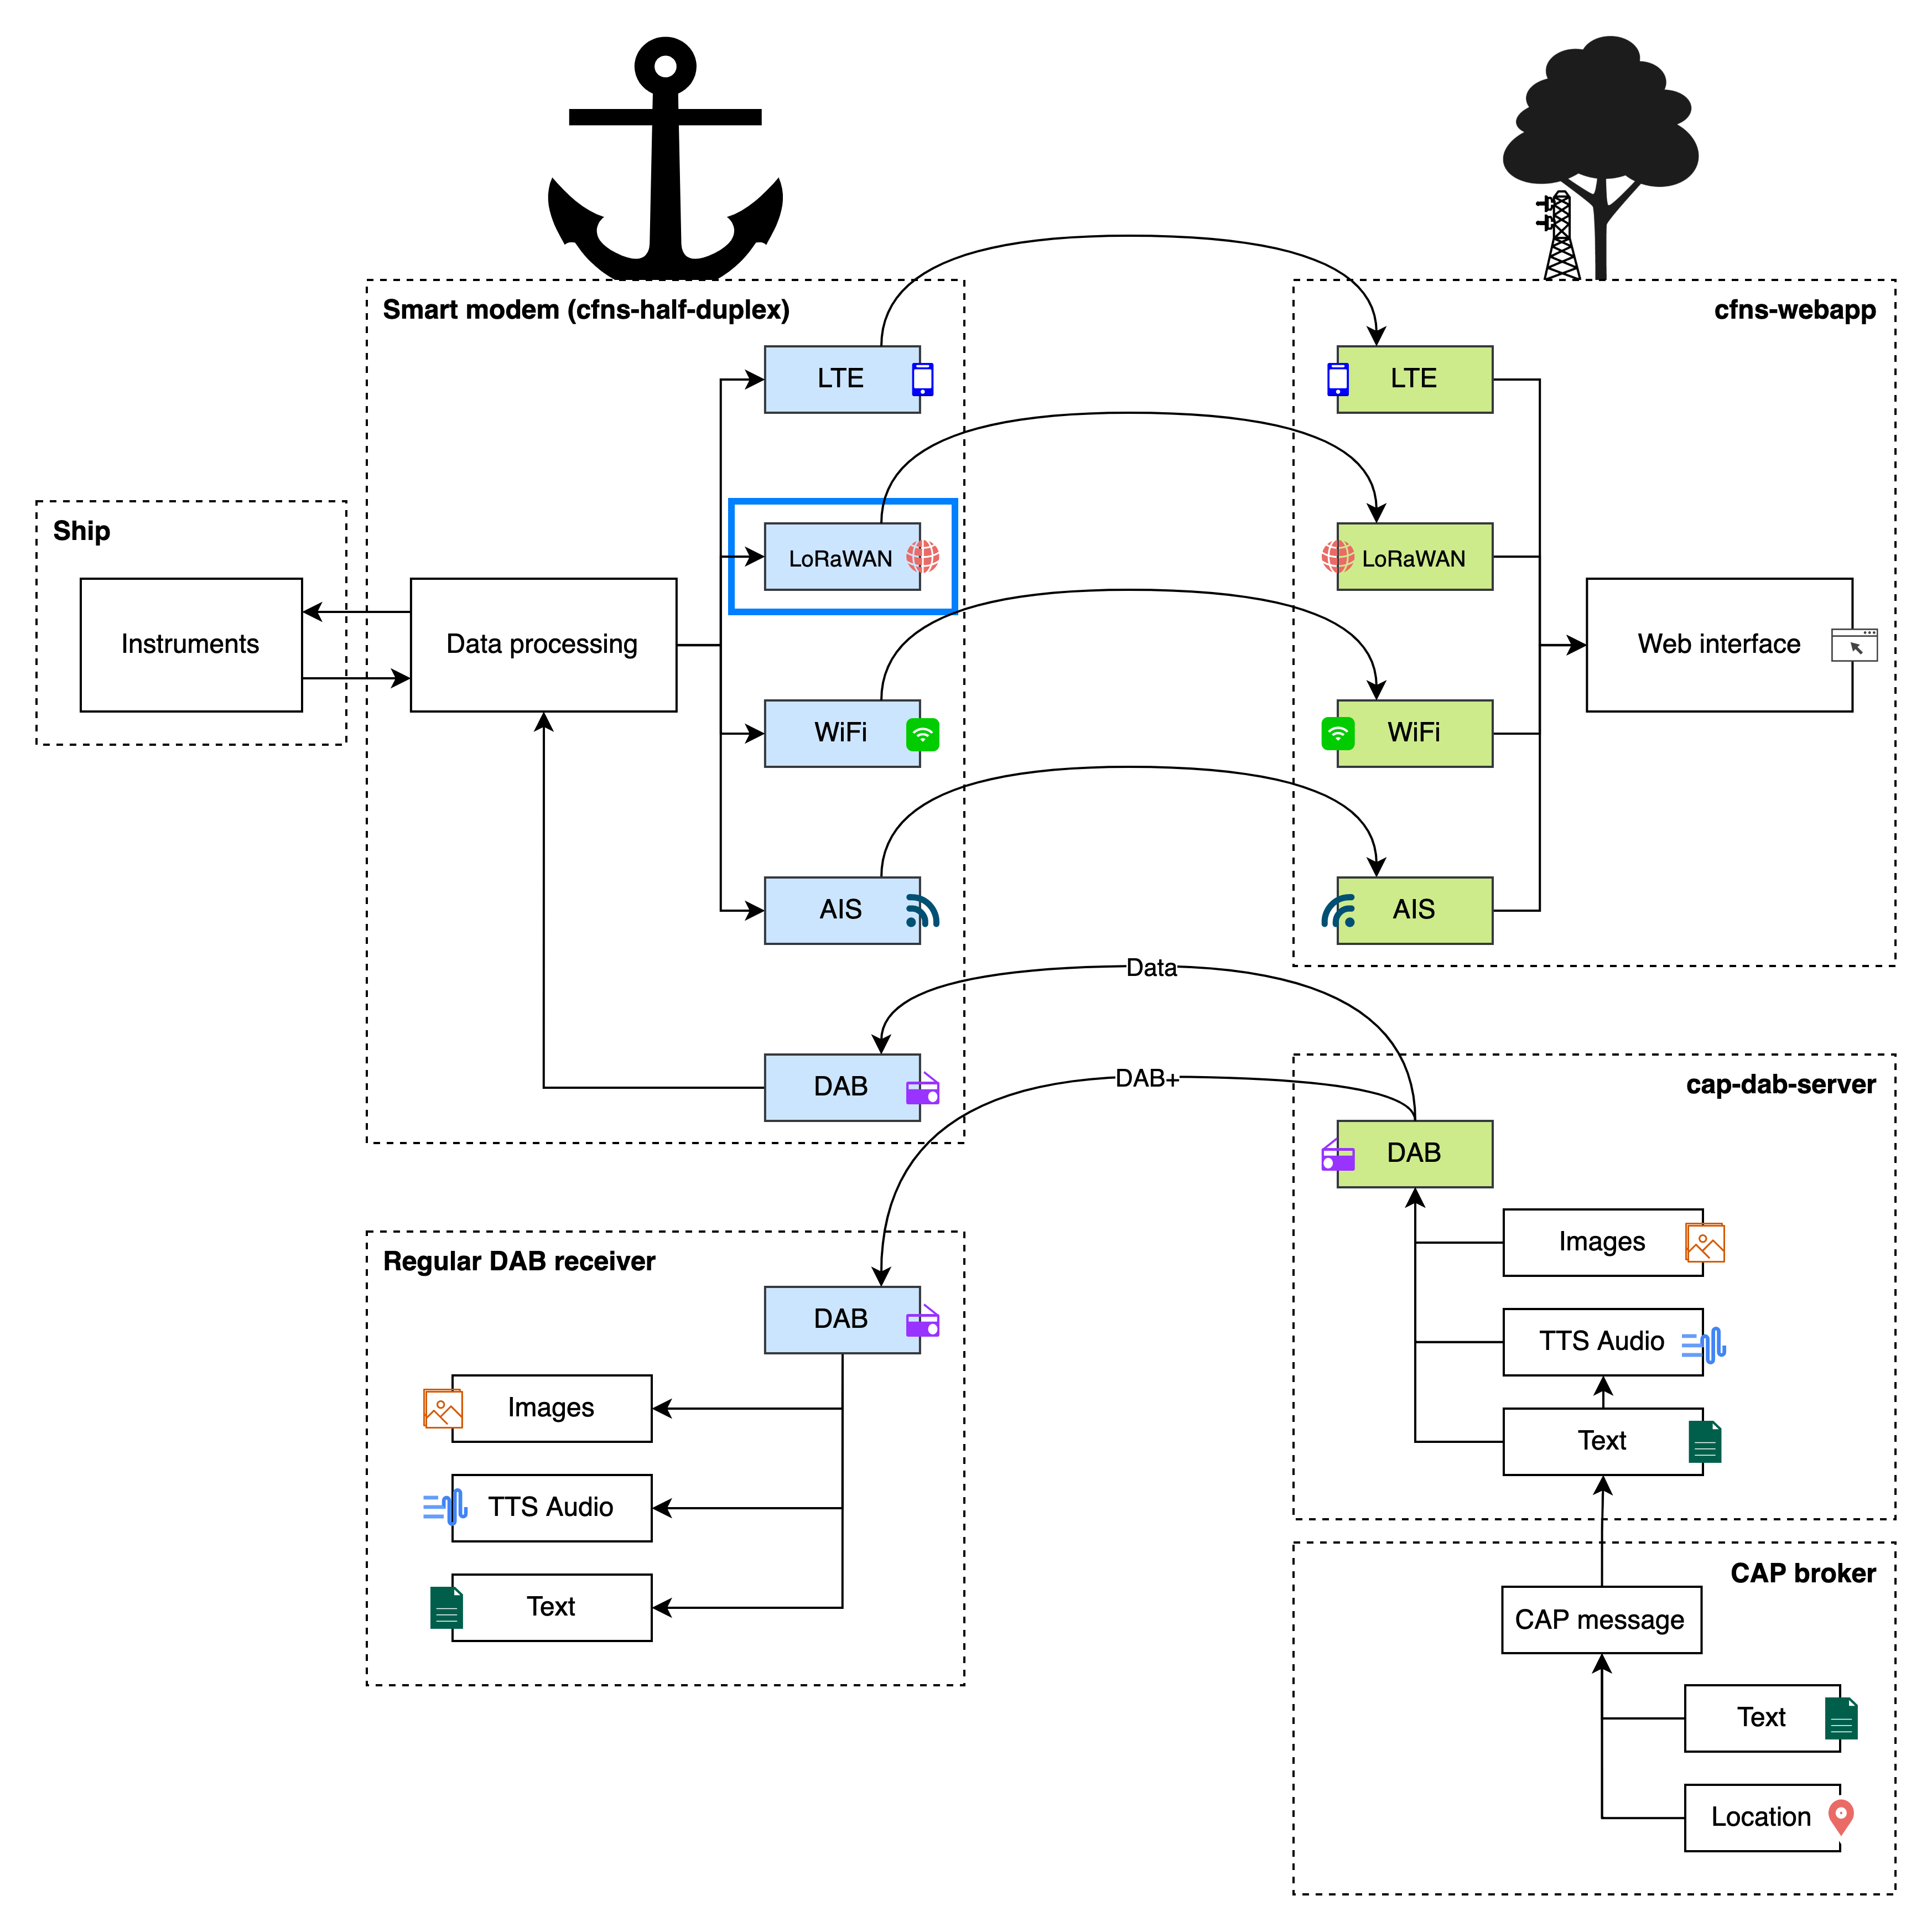 Smart modem (cfns-half-duplex)
cfns-webapp
LTE
LTE
Ship
LoRaWAN
LoRaWAN
Instruments
Data processing
Web interface
WiFi
WiFi
AIS
AIS
Data
DAB
DAB+
cap-dab-server
DAB
Images
TTS Audio
Text
Regular DAB receiver
DAB
Images
TTS Audio
Text
CAP broker
CAP message
Text
Location